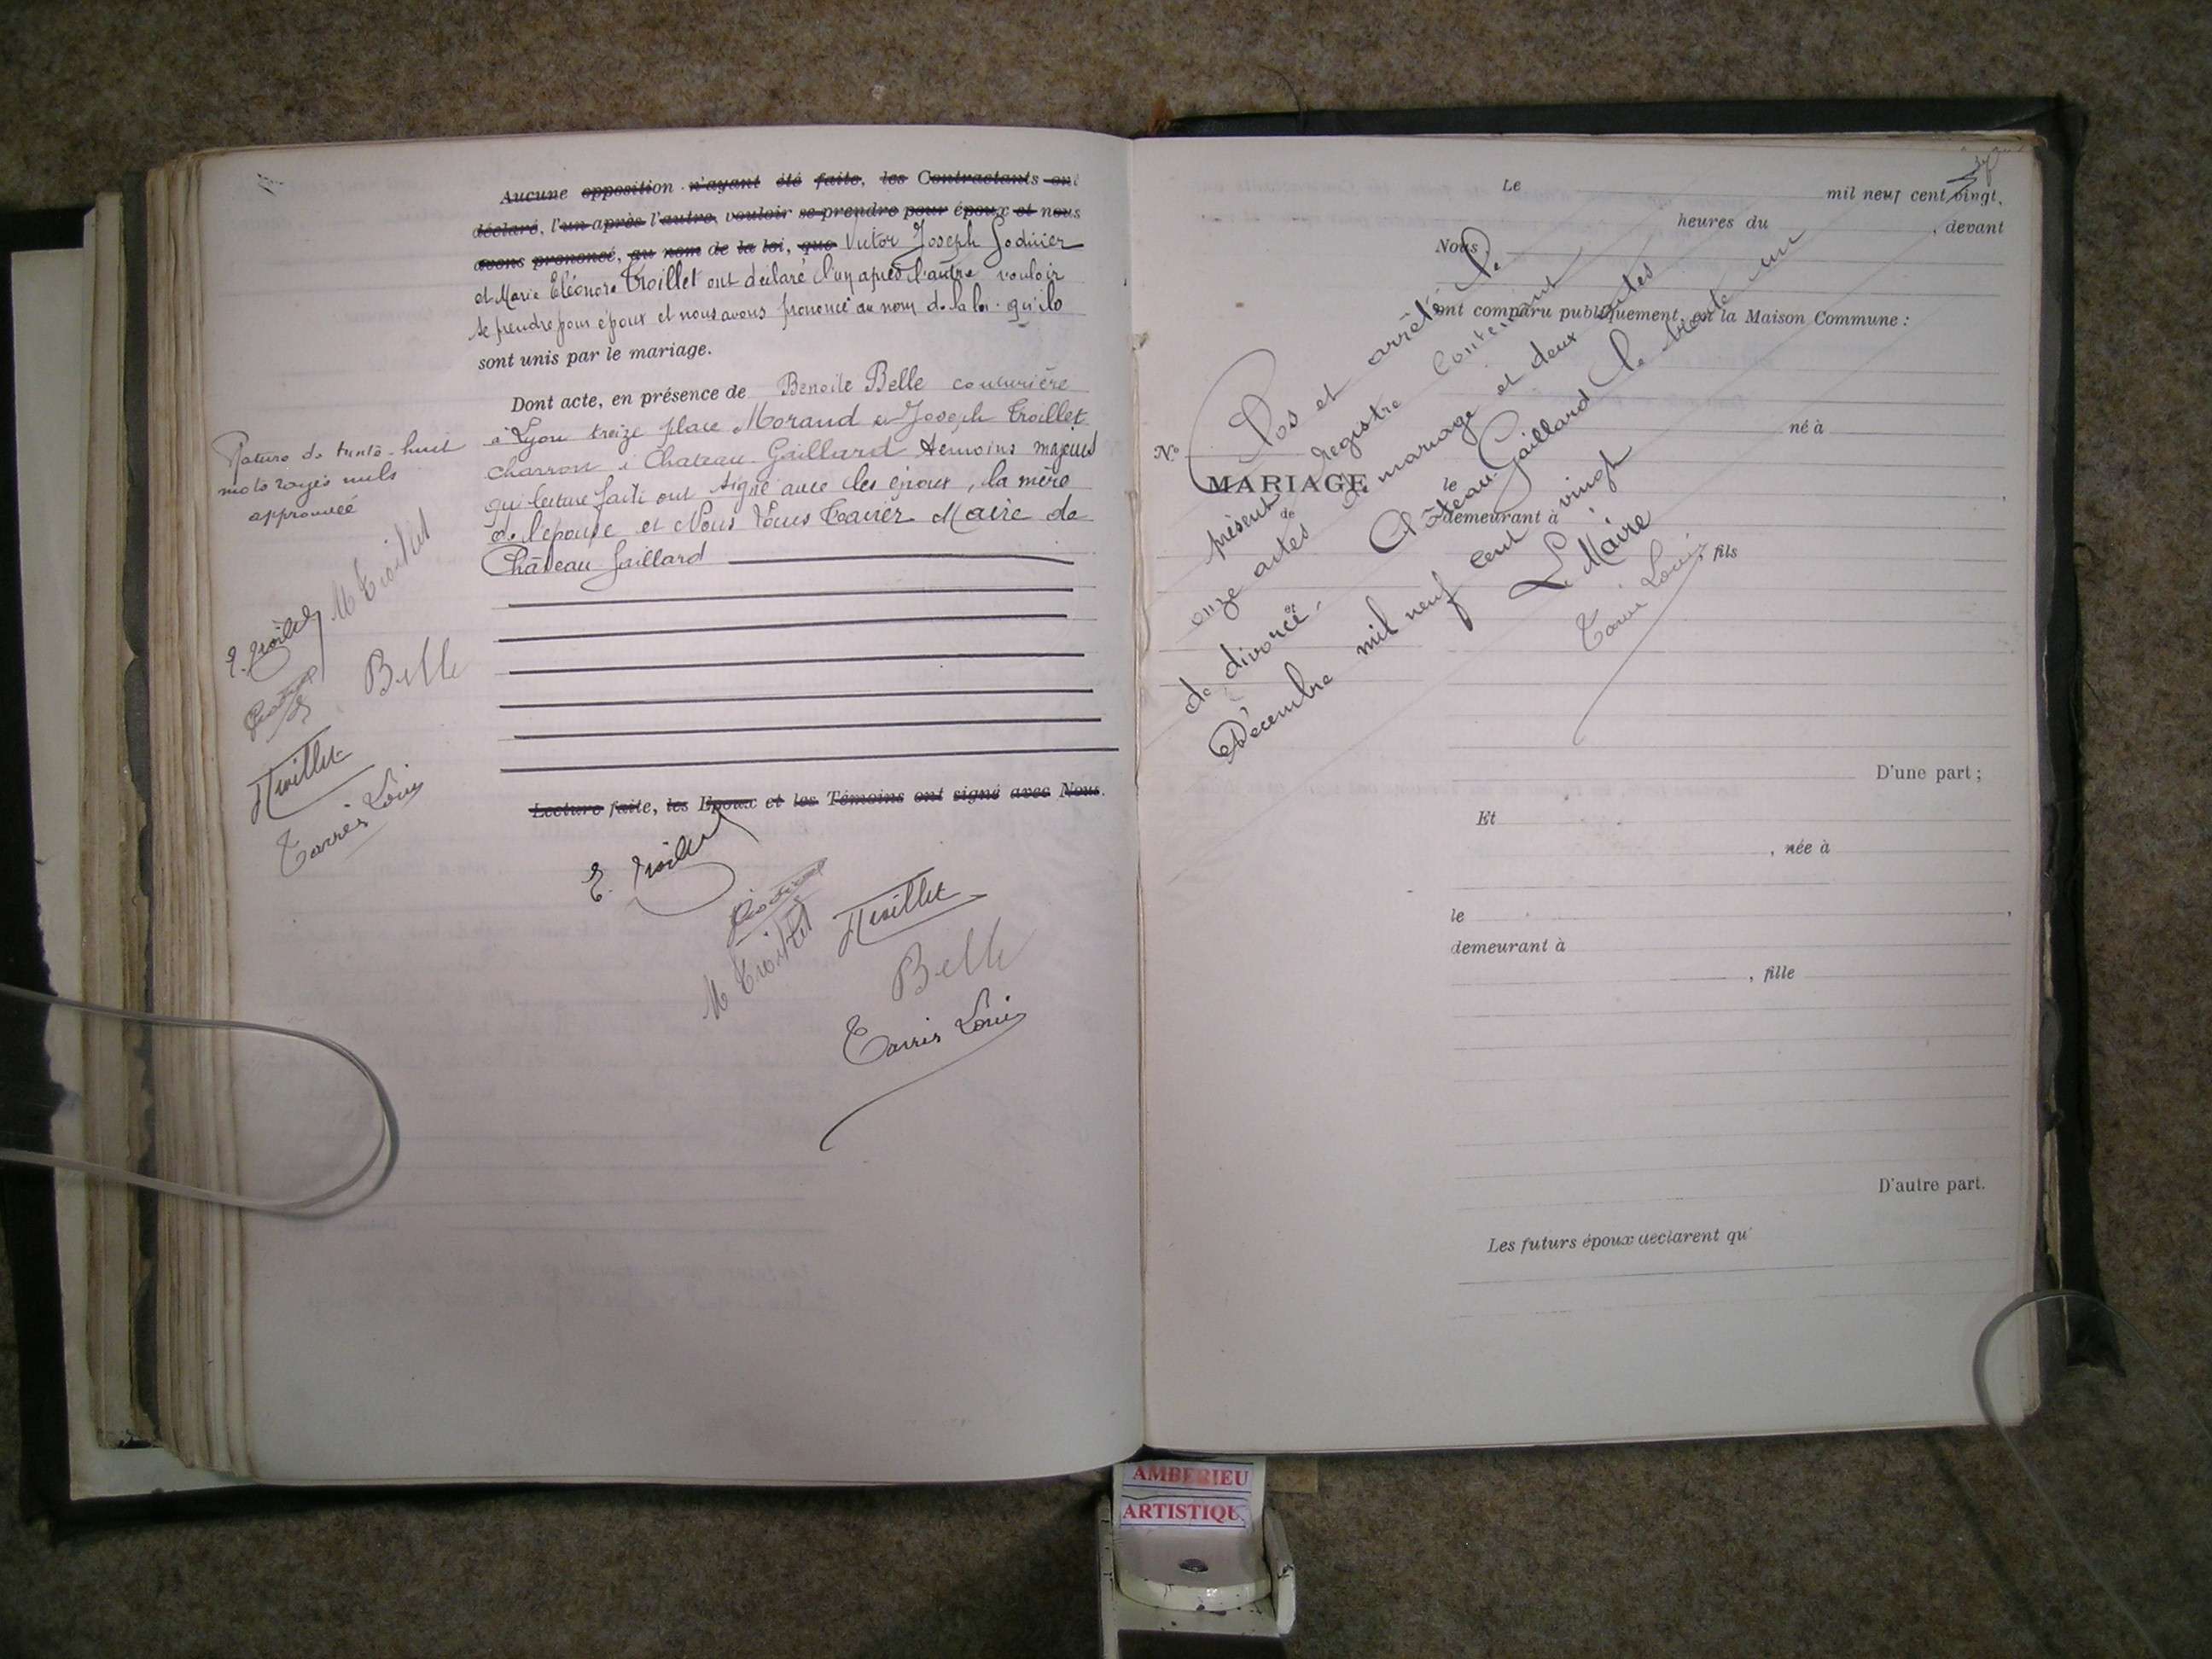 Aucune opposition n'ayant été faite, les Contractants ont
déclaré, l'un après l'autre, vouloir se prendre pour époux et nous
avons prononcé, au nom de la loi, que Victor Joseph
et Marie Eléonore Troillet ont déclaré l'un après l'autre vouloir
se prendre pour époux et nous avons prononcé au nom de la loi qu'ils
sont unis par le mariage.
Dont acte, en présence de Benoite Belle couturière
à Lyon treize place Morand et Joseph Troillet
charron à Chateau Gaillard témoins majeurs
qui lecture faite ont signé avec les époux, la mère
de l'épouse et Nous Maire de
Château Gaillard
Rature de trente-huit
mots rayés nuls
approuvée
M Troillet
E. Troillet
Belle
Troillet
Tarrier Louis
Lecture faite, les Epoux et les Témoins ont signé avec Nous.
E. Troillet
M Troillet
Troillet
Belle
Tarrier Louis
Le mil neuf cent vingt,
heures du , devant
Nous
ont comparu publiquement, en la Maison Commune :
Clos et arrêté le
présent registre contenant
onze actes de mariage et deux actes
de divorce.
Château-Gaillard le trente un
Décembre mil neuf cent vingt
Le Maire
Louis
N°
MARIAGE
de
et
né à
le
demeurant à
, fils
D'une part ;
Et
, née à
le
demeurant à
, fille
D'autre part.
Les futurs époux déclarent qu'
AMBERIEU
ARTISTIQU